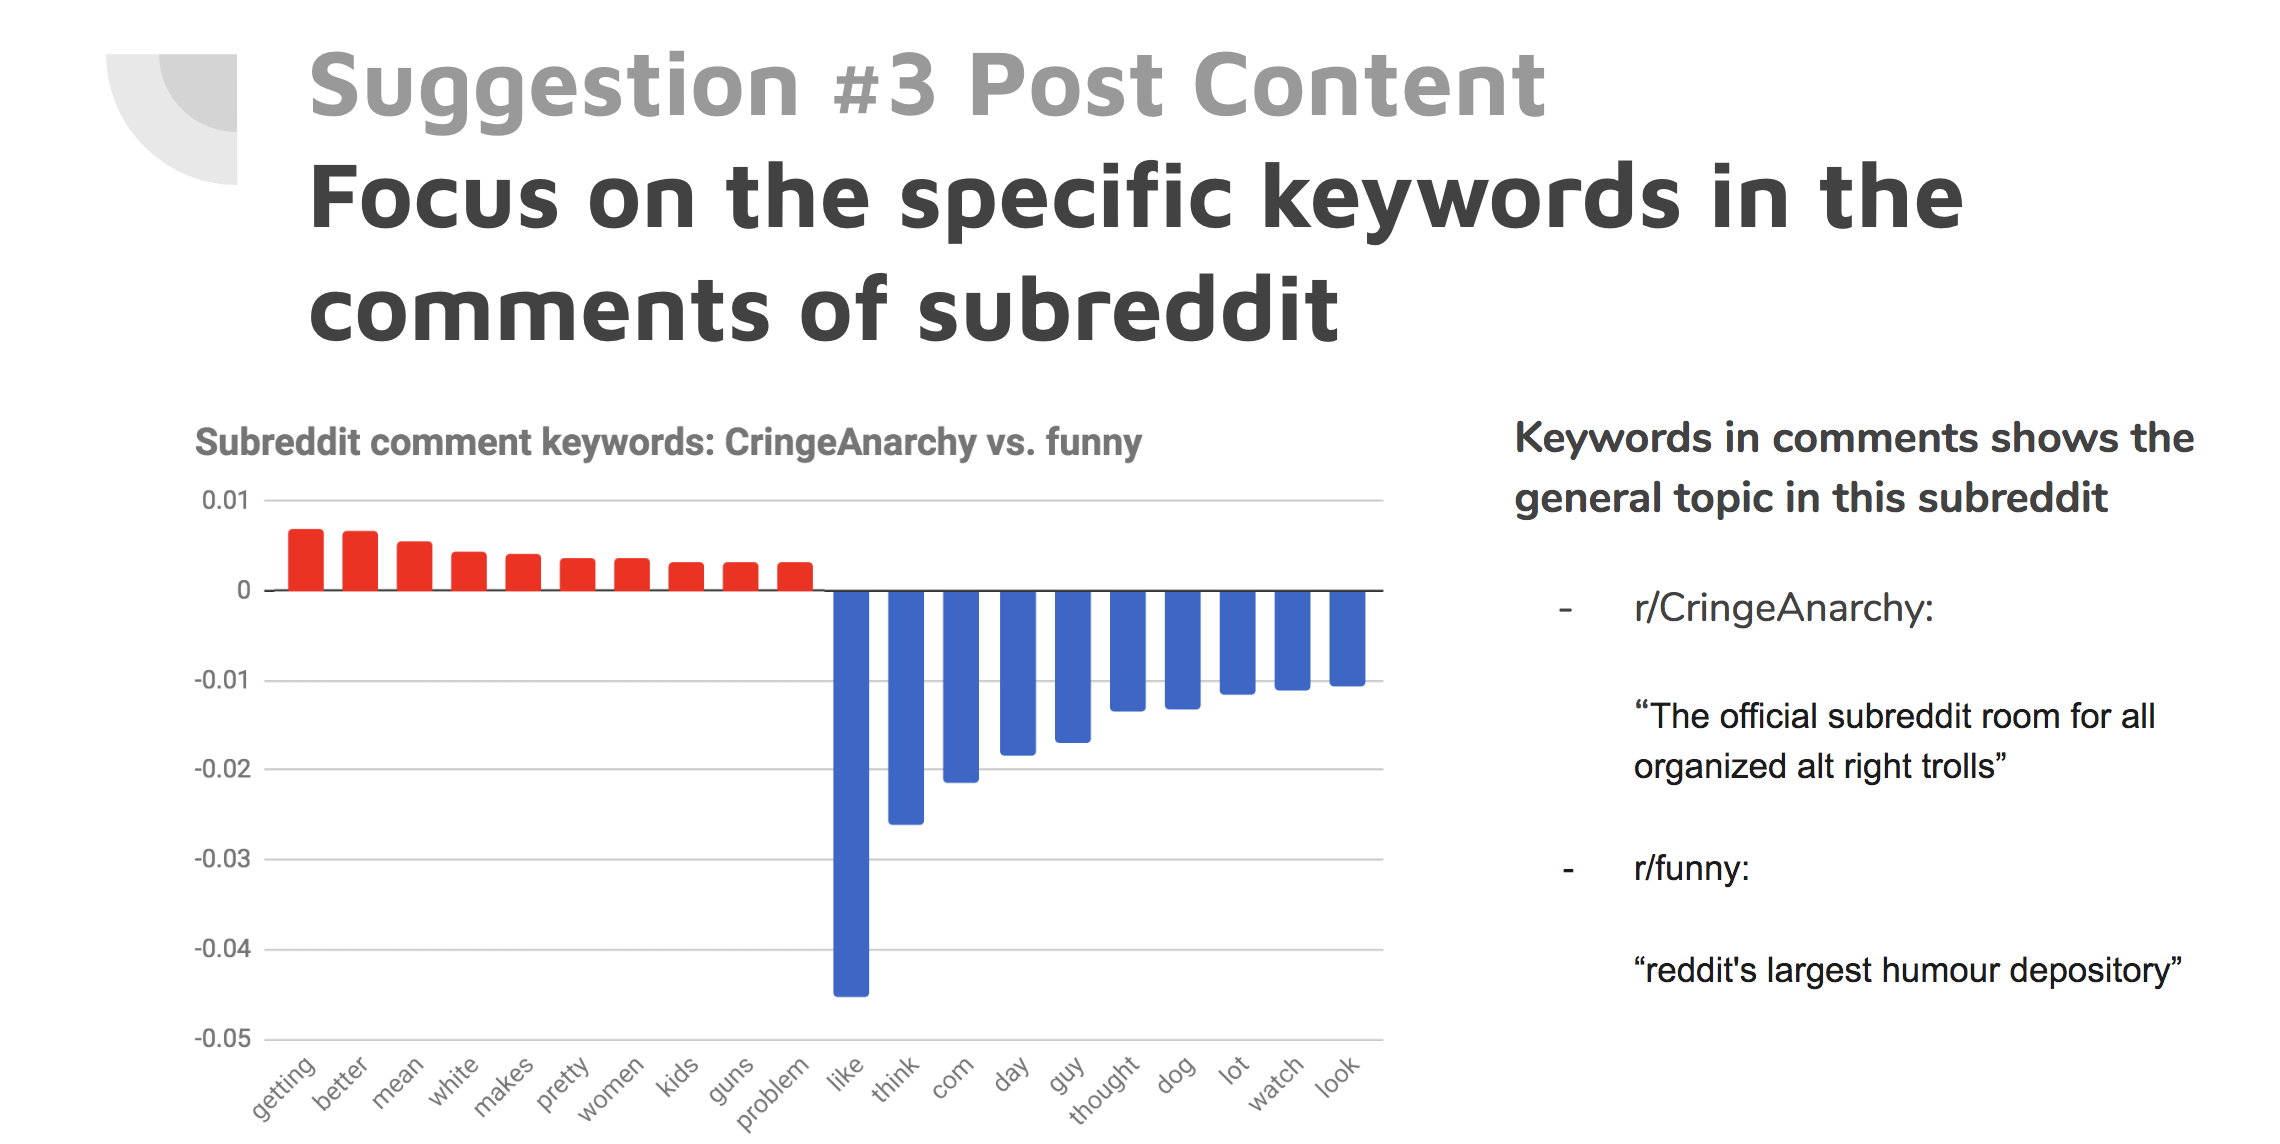 Suggestion #3 Post Content
Focus on the specific keywords in the
comments of subreddit
Subreddit comment keywords: CringeAnarchy vs. funny
0.01
0
-0.01
-0.02
-0.03
-0.04
-0.05
getting
better
mean
white
makes
pretty
women
kids
guns
problem
like
think
com
day
guy
thought
dog
lot
watch
look
Keywords in comments shows the
general topic in this subreddit
- r/CringeAnarchy:
“The official subreddit room for all
organized alt right trolls”
- r/funny:
“reddit's largest humour depository”